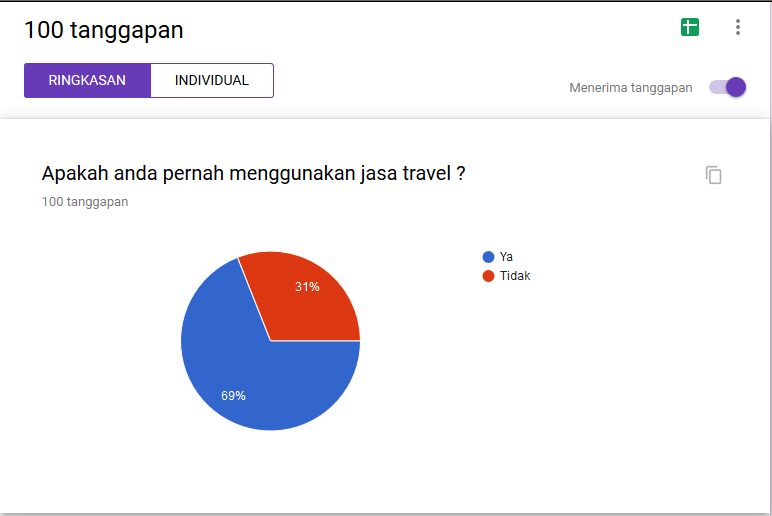 100 tanggapan
RINGKASAN
INDIVIDUAL
Menerima tanggapan
Apakah anda pernah menggunakan jasa travel ?
100 tanggapan
Ya
Tidak
31%
69%